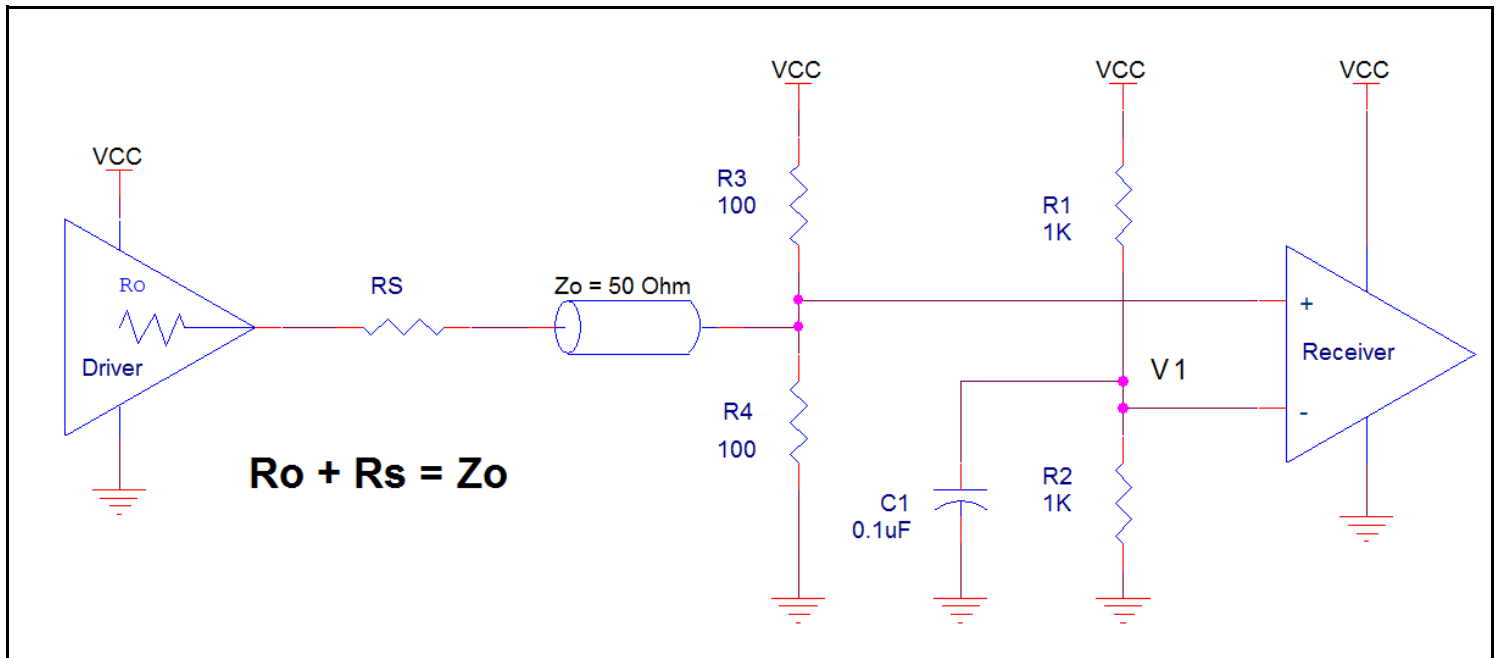 VCC
VCC
VCC
VCC
R3
100
R1
1K
Ro
RS
Zo = 50 Ohm
+
Driver
Receiver
V1
R4
100
-
Ro + Rs = Zo
C1
0.1uF
R2
1K